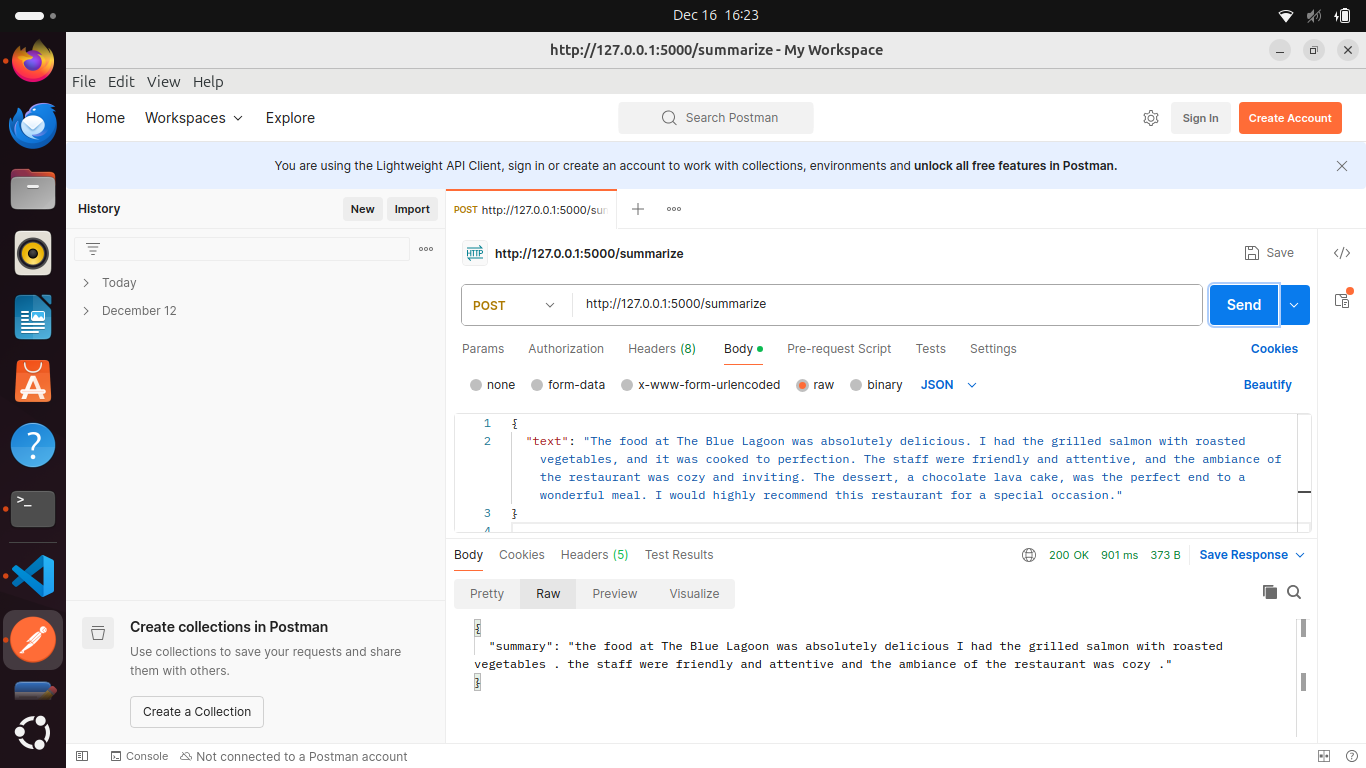 Dec 16 16:23
http://127.0.0.1:5000/summarize - My Workspace
File Edit View Help
Home Workspaces Explore
Search Postman
Sign In
Create Account
You are using the Lightweight API Client, sign in or create an account to work with collections, environments and unlock all free features in Postman.
History
New
Import
POST http://127.0.0.1:5000/sum
HTTP http://127.0.0.1:5000/summarize
Save
Today
December 12
POST http://127.0.0.1:5000/summarize
Send
Params Authorization Headers (8) Body Pre-request Script Tests Settings
Cookies
none form-data x-www-form-urlencoded raw binary JSON
Beautify
1 {
2 "text": "The food at The Blue Lagoon was absolutely delicious. I had the grilled salmon with roasted
vegetables, and it was cooked to perfection. The staff were friendly and attentive, and the ambiance of
the restaurant was cozy and inviting. The dessert, a chocolate lava cake, was the perfect end to a
wonderful meal. I would highly recommend this restaurant for a special occasion."
3 }
4
Body Cookies Headers (5) Test Results
200 OK 901 ms 373 B
Save Response
Pretty Raw Preview Visualize
{
"summary": "the food at The Blue Lagoon was absolutely delicious I had the grilled salmon with roasted
vegetables . the staff were friendly and attentive and the ambiance of the restaurant was cozy ."
}
Create collections in Postman
Use collections to save your requests and share
them with others.
Create a Collection
Console
Not connected to a Postman account